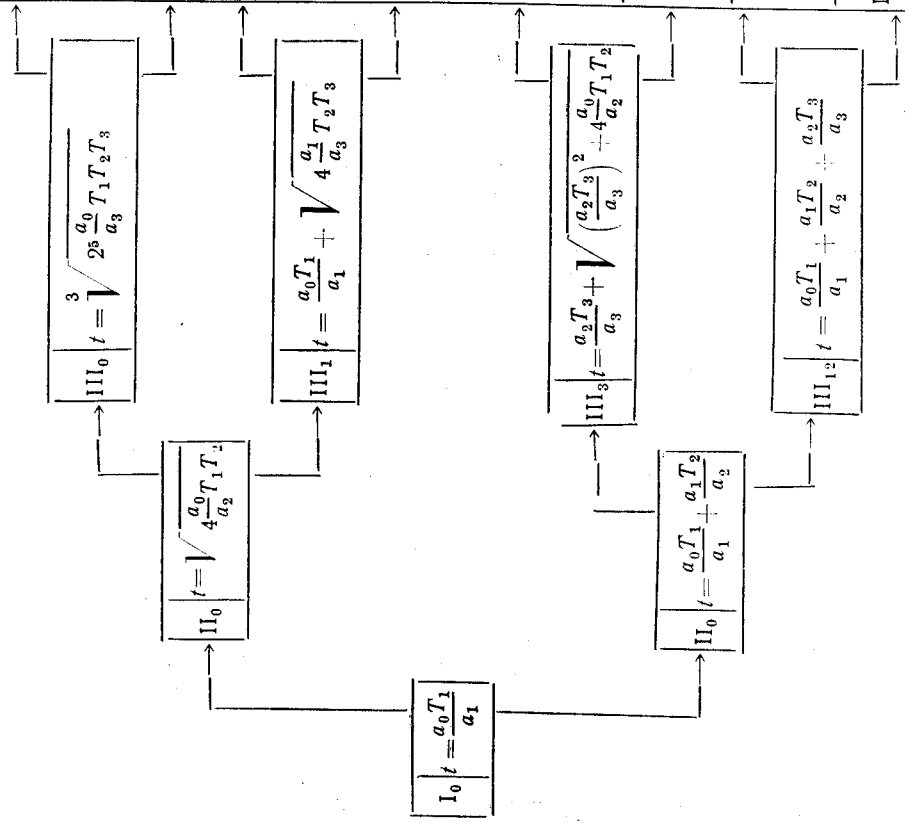 I₀ t = a₀T₁/a₁
II₀ t = √(4 a₀/a₂ T₁T₂)
II₀ t = a₀T₁/a₁ + a₁T₂/a₂
III₀ t = ³√(2⁵ a₀/a₃ T₁T₂T₃)
III₁ t = a₀T₁/a₁ + √(4 a₁/a₃ T₂T₃)
III₃ t = a₂T₃/a₃ + √((a₂T₃/a₃)² + 4 a₀/a₂ T₁T₂)
III₁₂ t = a₀T₁/a₁ + a₁T₂/a₂ + a₂T₃/a₃